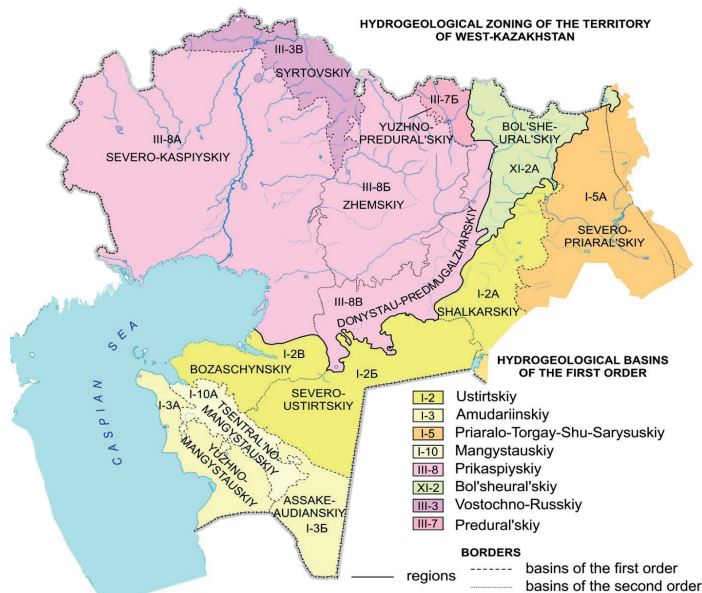 HYDROGEOLOGICAL ZONING OF THE TERRITORY
OF WEST-KAZAKHSTAN
III-3В
SYRTOVSKIY
III-7Б
YUZHNO-
PREDURAL'SKIY
BOL'SHE-
URAL'SKIY
XI-2A
III-8A
SEVERO-KASPIYSKIY
III-8Б
ZHEMSKIY
I-5A
SEVERO-
PRIARAL'SKIY
III-8В
DONYSTAU-PREDMUGALZHARSKIY
I-2A
SHALKARSKIY
CASPIAN SEA
I-2В
BOZASCHYNSKIY
I-2Б
SEVERO-
USTIRTSKIY
I-3A
I-10A
TSENTRAL'NO-
MANGYSTAUSKIY
YUZHNO-
MANGYSTAUSKIY
ASSAKE-
AUDIANSKIY
I-3Б
HYDROGEOLOGICAL BASINS
OF THE FIRST ORDER
I-2 Ustirtskiy
I-3 Amudariinskiy
I-5 Priaralo-Torgay-Shu-Sarysuskiy
I-10 Mangystauskiy
III-8 Prikaspiyskiy
XI-2 Bol'sheural'skiy
III-3 Vostochno-Russkiy
III-7 Predural'skiy
BORDERS
regions
basins of the first order
basins of the second order